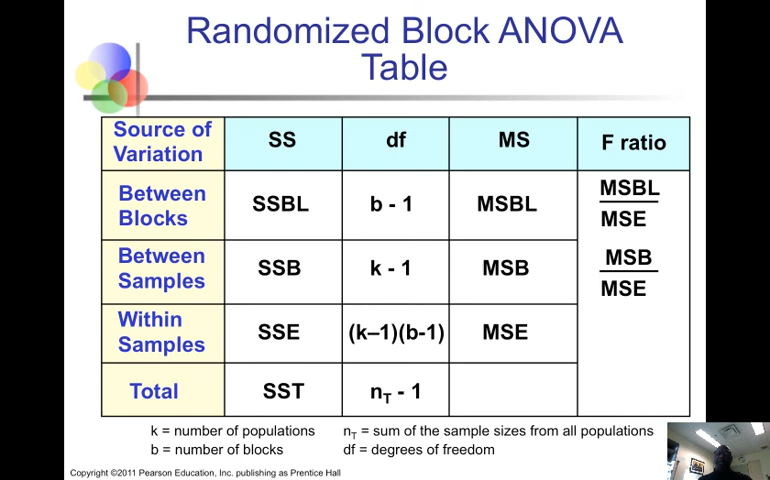 Randomized Block ANOVA
Table
Source of
Variation
SS
df
MS
F ratio
Between
Blocks
SSBL
b - 1
MSBL
MSBL
MSE
Between
Samples
SSB
k - 1
MSB
MSB
MSE
Within
Samples
SSE
(k–1)(b-1)
MSE
Total
SST
nT - 1
k = number of populations
nT = sum of the sample sizes from all populations
b = number of blocks
df = degrees of freedom
Copyright ©2011 Pearson Education, Inc. publishing as Prentice Hall